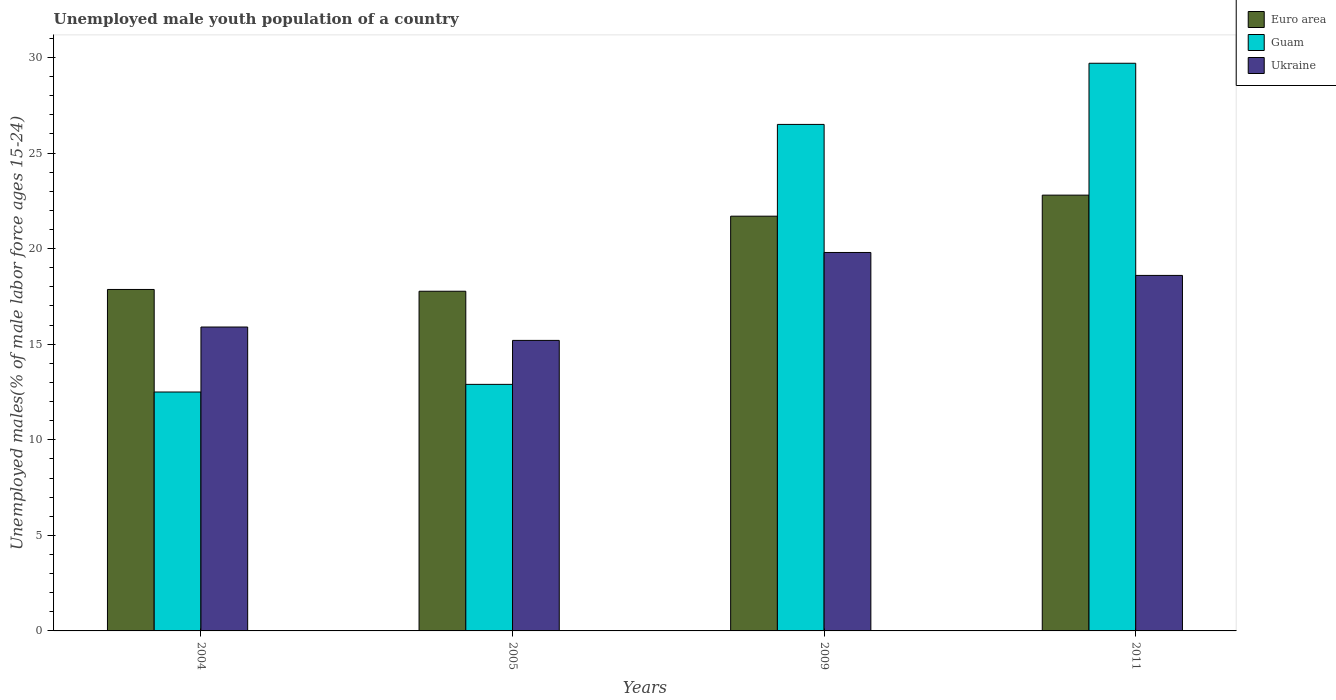 Unemployed male youth population of a country
Euro area
Guam
Ukraine
Unemployed males(% of male labor force ages 15-24)
30
25
20
15
10
5
0
2004
2005
2009
2011
Years